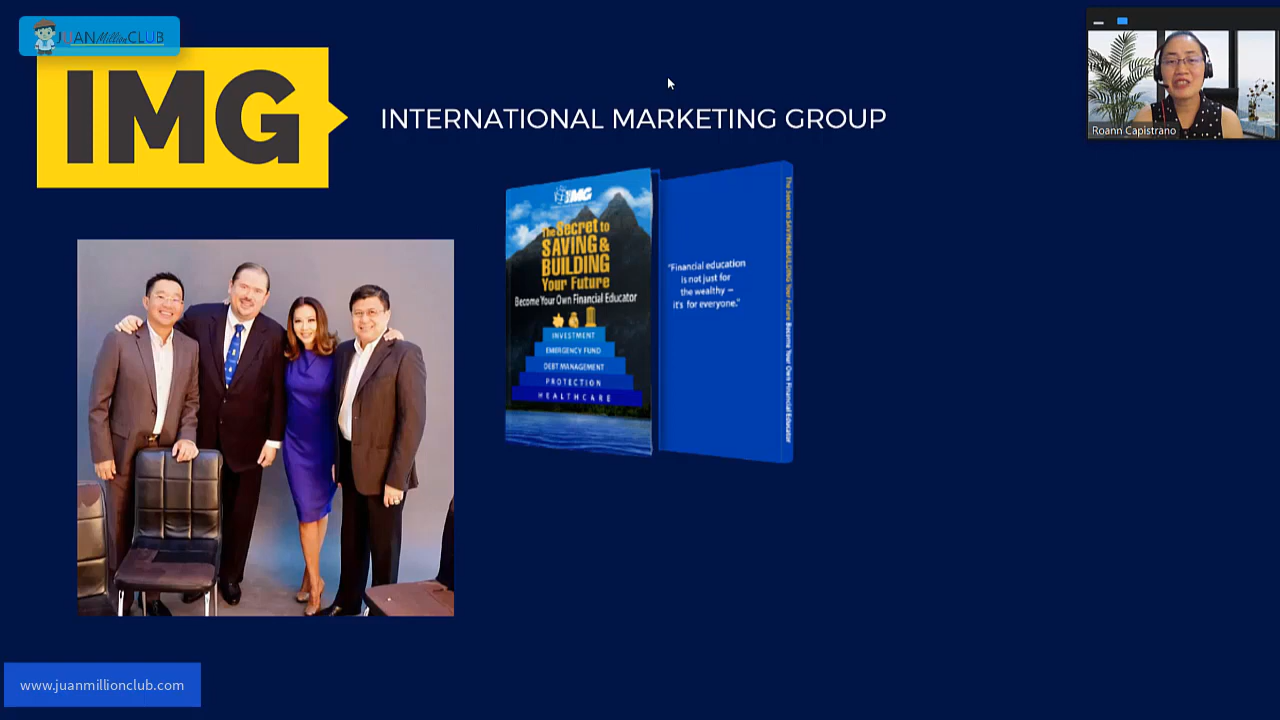 JUAN Million CLUB
IMG
INTERNATIONAL MARKETING GROUP
Roann Capistrano
IMG
The Secret to
SAVING &
BUILDING
Your Future
Become Your Own Financial Educator
INVESTMENT
EMERGENCY FUND
DEBT MANAGEMENT
PROTECTION
HEALTHCARE
"Financial education
is not just for
the wealthy –
it's for everyone."
The Secret to SAVING & BUILDING Your Future Become Your Own Financial Educator
www.juanmillionclub.com